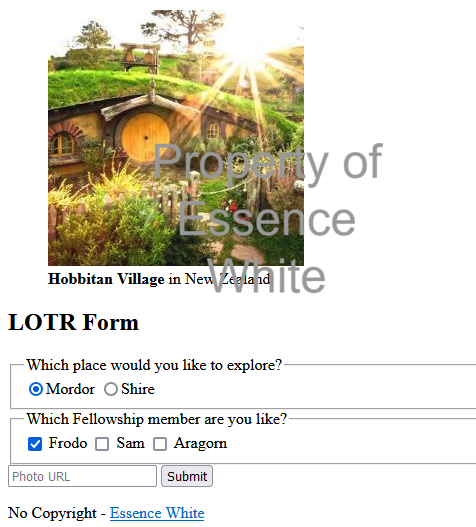 Property of
Essence
White
Hobbitan Village in New Zealand
LOTR Form
Which place would you like to explore?
Mordor Shire
Which Fellowship member are you like?
Frodo Sam Aragorn
Photo URL Submit
No Copyright - Essence White